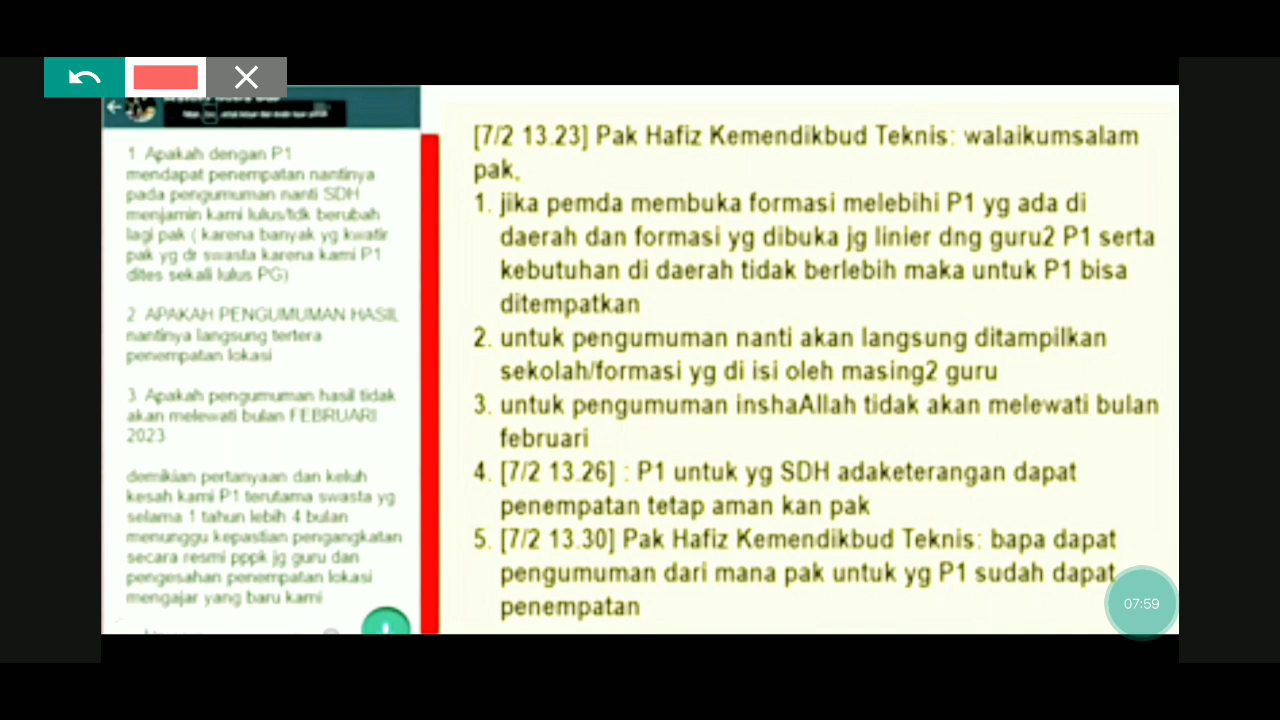 1 Apakah dengan P1
mendapat penempatan nantinya
pada pengumuman nanti SDH
menjamin kami lulus/tdk berubah
lagi pak ( karena banyak yg kwatir
pak yg dr swasta karena kami P1
dites sekali lulus PG)
2 APAKAH PENGUMUMAN HASIL
nantinya langsung tertera
penempatan lokasi
3 Apakah pengumuman hasil tidak
akan melewati bulan FEBRUARI
2023
demikian pertanyaan dan keluh
kesah kami P1 terutama swasta yg
selama 1 tahun lebih 4 bulan
menunggu kepastian pengangkatan
secara resmi pppk jg guru dan
pengesahan penempatan lokasi
mengajar yang baru kami
[7/2 13.23] Pak Hafiz Kemendikbud Teknis: walaikumsalam
pak,
1. jika pemda membuka formasi melebihi P1 yg ada di
daerah dan formasi yg dibuka jg linier dng guru2 P1 serta
kebutuhan di daerah tidak berlebih maka untuk P1 bisa
ditempatkan
2. untuk pengumuman nanti akan langsung ditampilkan
sekolah/formasi yg di isi oleh masing2 guru
3. untuk pengumuman inshaAllah tidak akan melewati bulan
februari
4. [7/2 13.26] : P1 untuk yg SDH adaketerangan dapat
penempatan tetap aman kan pak
5. [7/2 13.30] Pak Hafiz Kemendikbud Teknis: bapa dapat
pengumuman dari mana pak untuk yg P1 sudah dapat
penempatan
07:59